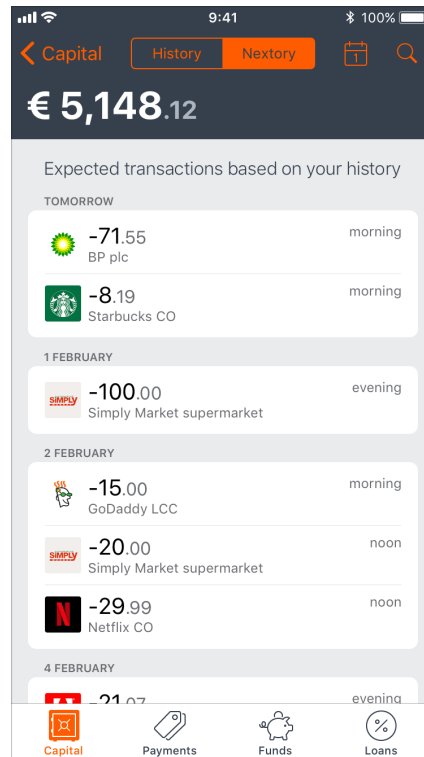 9:41
100%
Capital
History
Nextory
1
€ 5,148.12
Expected transactions based on your history
TOMORROW
-71.55
morning
BP plc
-8.19
morning
Starbucks CO
1 FEBRUARY
SiMPLY
-100.00
evening
Simply Market supermarket
2 FEBRUARY
-15.00
morning
GoDaddy LCC
SiMPLY
-20.00
noon
Simply Market supermarket
N
-29.99
noon
Netflix CO
4 FEBRUARY
-21.07
evening
Capital
Payments
Funds
%
Loans